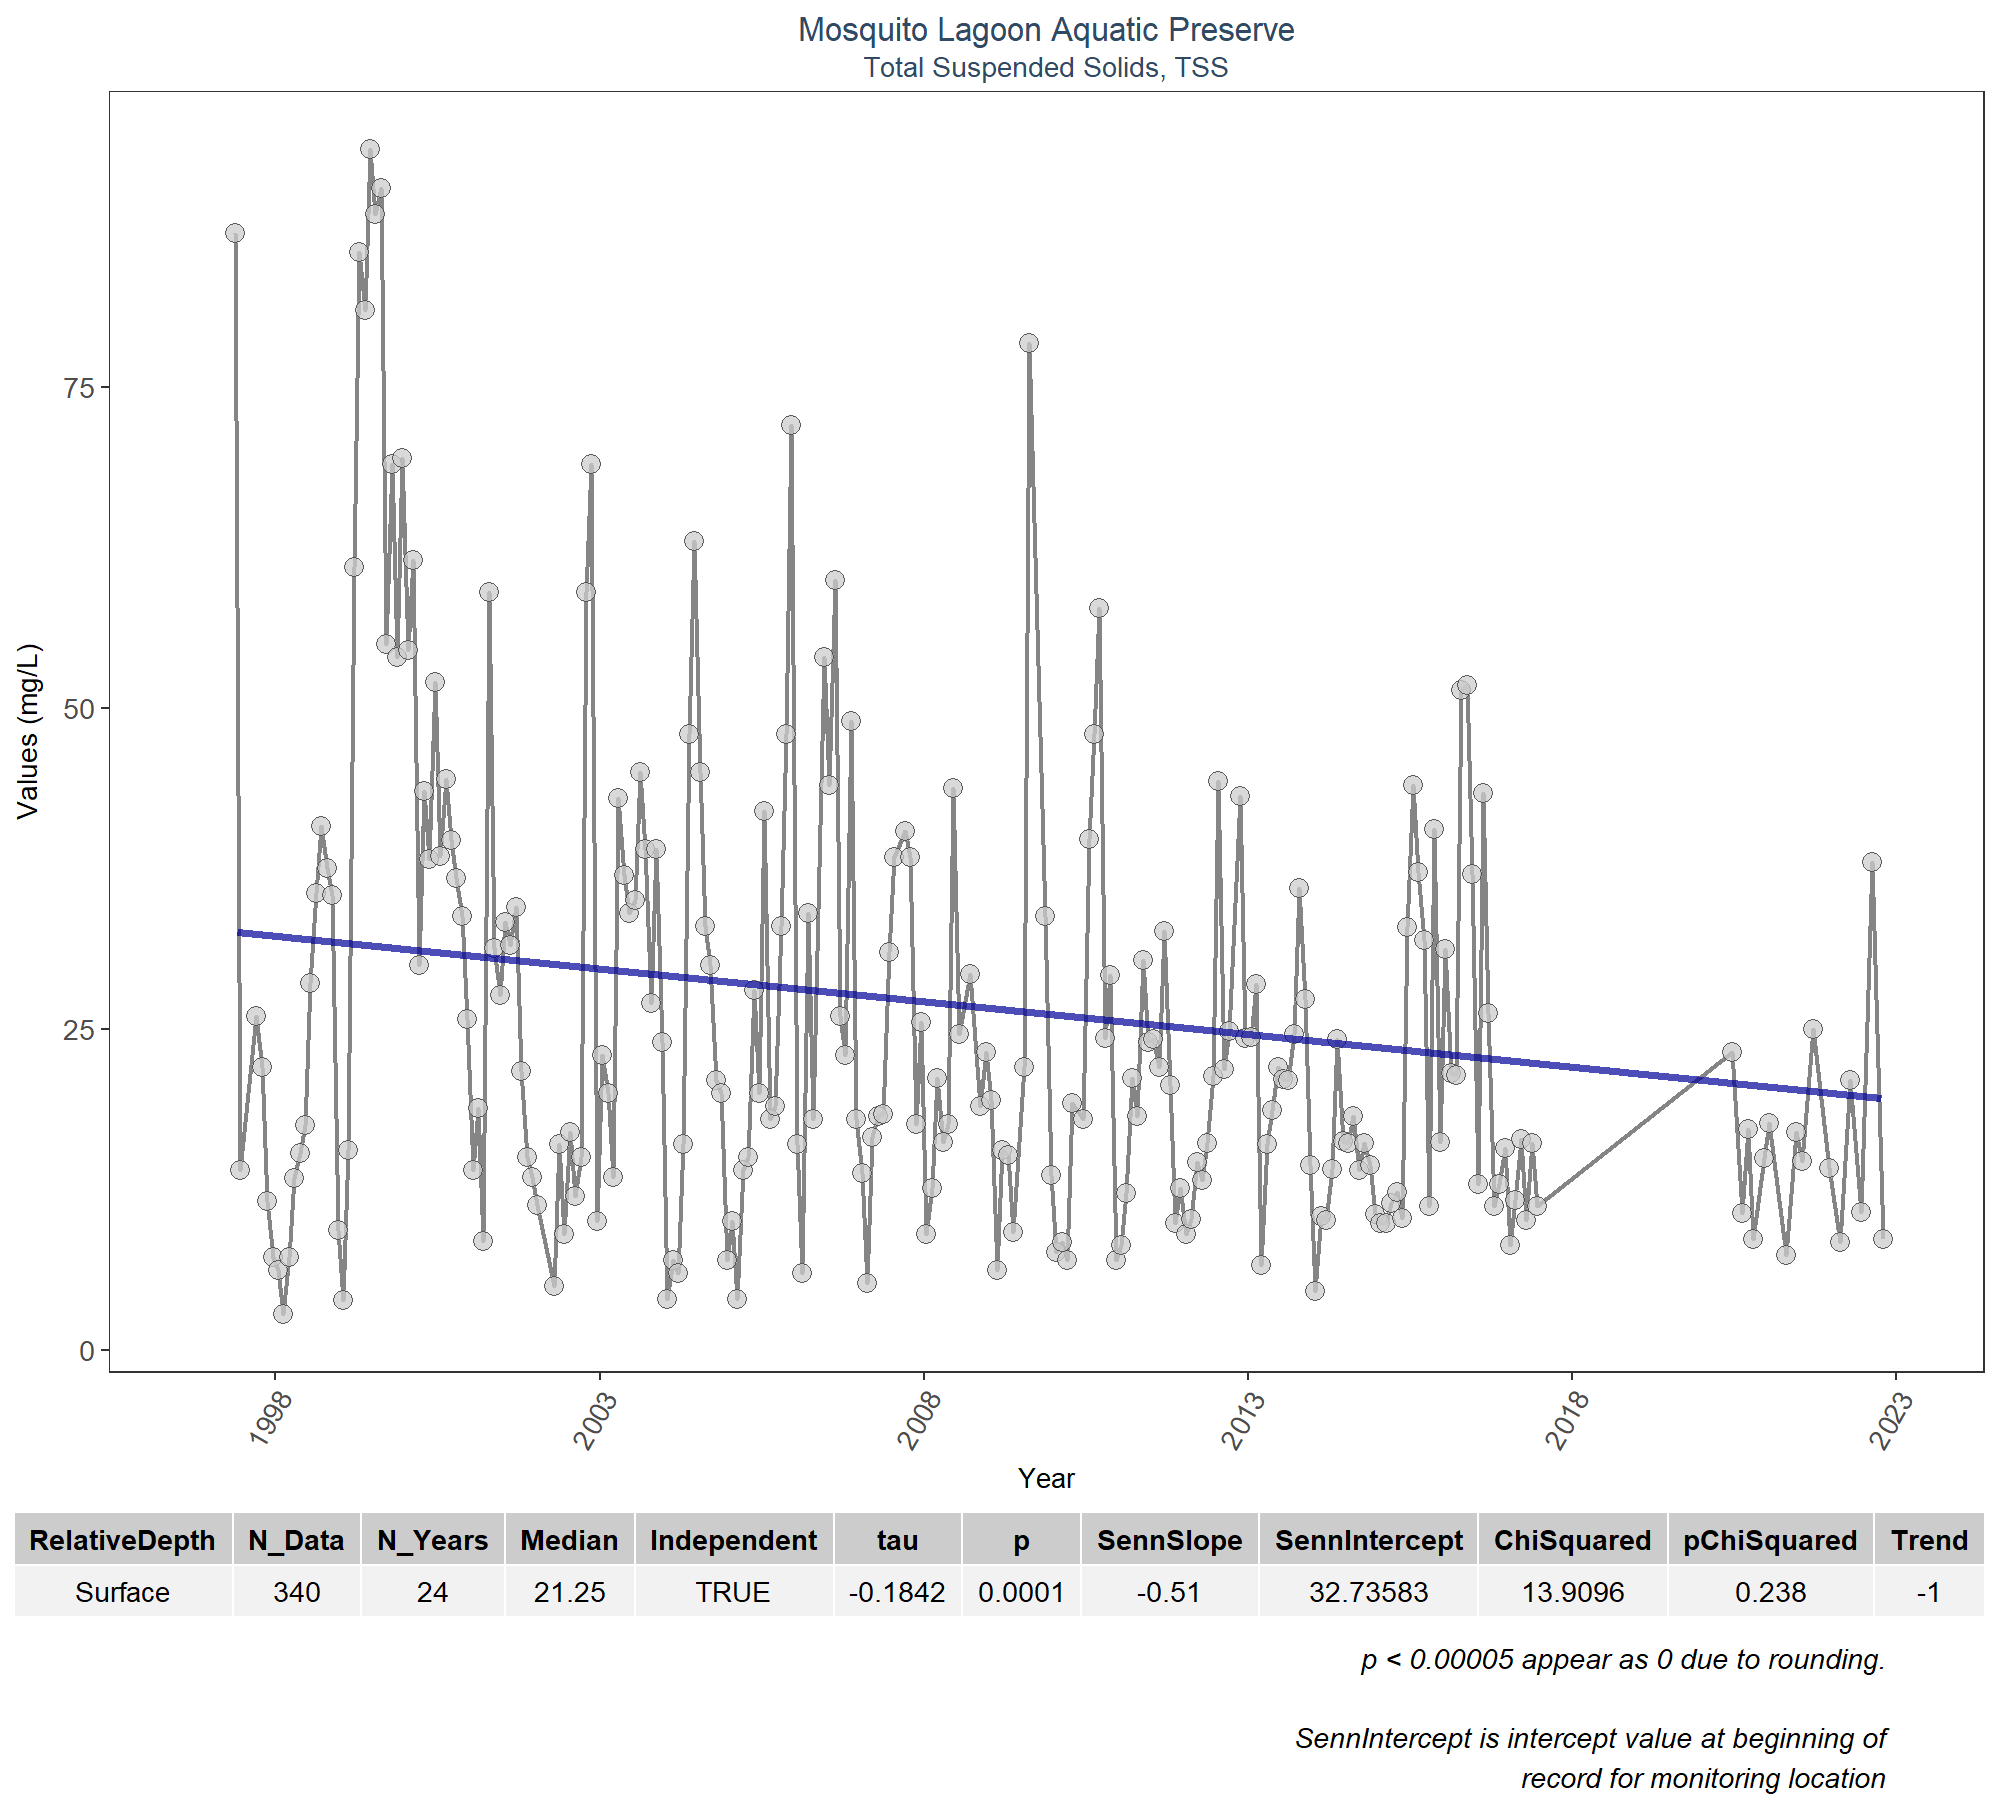 Mosquito Lagoon Aquatic Preserve
Total Suspended Solids, TSS
Values (mg/L)
75
50
25
0
1998 2003 2008 2013 2018 2023
Year
RelativeDepth N_Data N_Years Median Independent tau p SennSlope SennIntercept ChiSquared pChiSquared Trend
Surface 340 24 21.25 TRUE -0.1842 0.0001 -0.51 32.73583 13.9096 0.238 -1
p < 0.00005 appear as 0 due to rounding.
SennIntercept is intercept value at beginning of
record for monitoring location